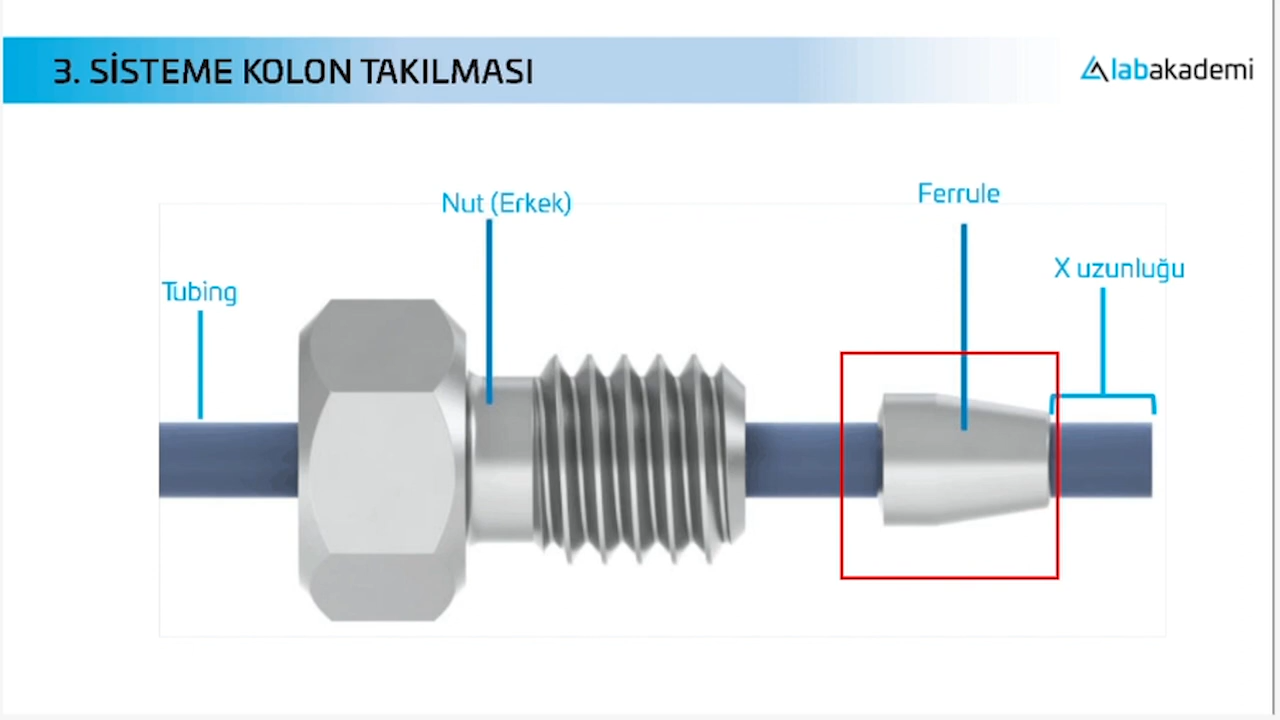 3. SİSTEME KOLON TAKILMASI
labakademi
Nut (Erkek)
Ferrule
X uzunluğu
Tubing